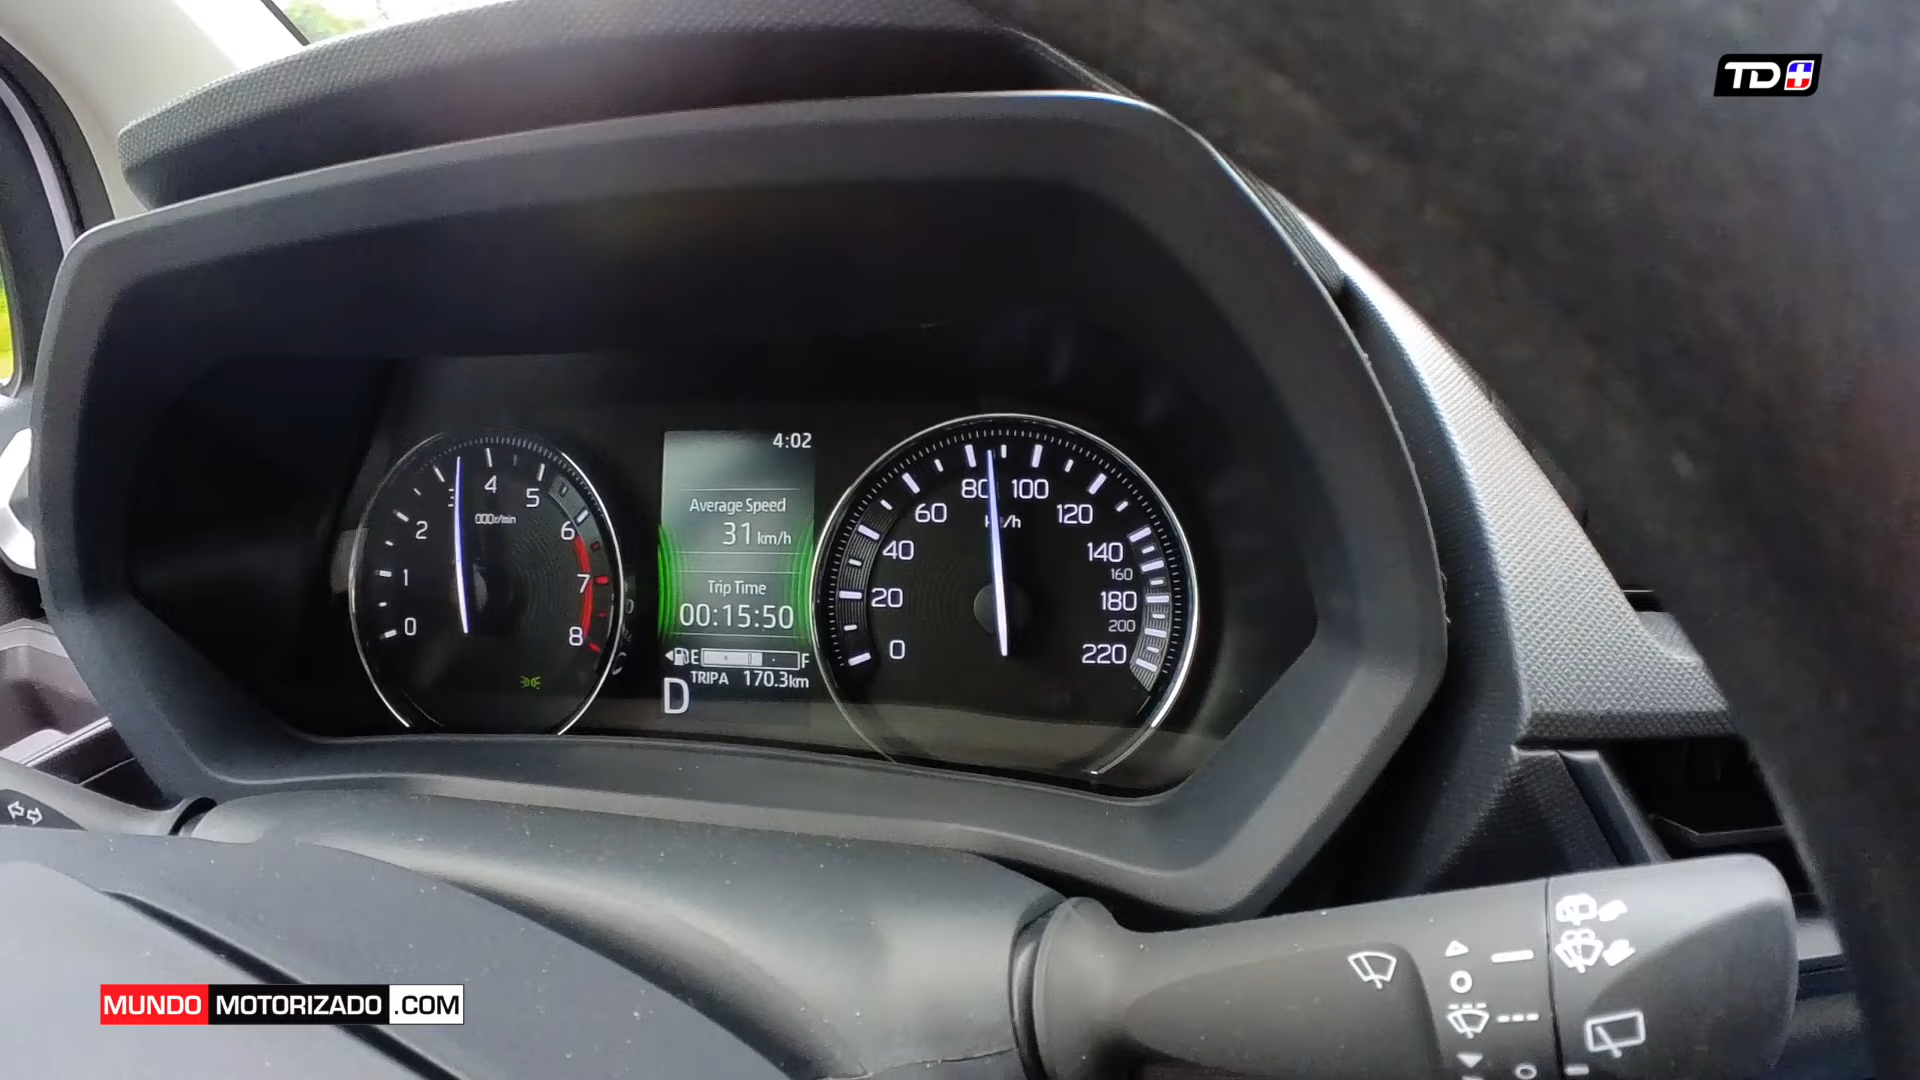 TD
4:02
Average Speed
31 km/h
Trip Time
00:15:50
E F
TRIP A 170.3km
D
0 1 2 3 4 5 6 7 8
000r/min
0 20 40 60 80 100 120 140 160 180 200 220
km/h
MUNDO MOTORIZADO .COM